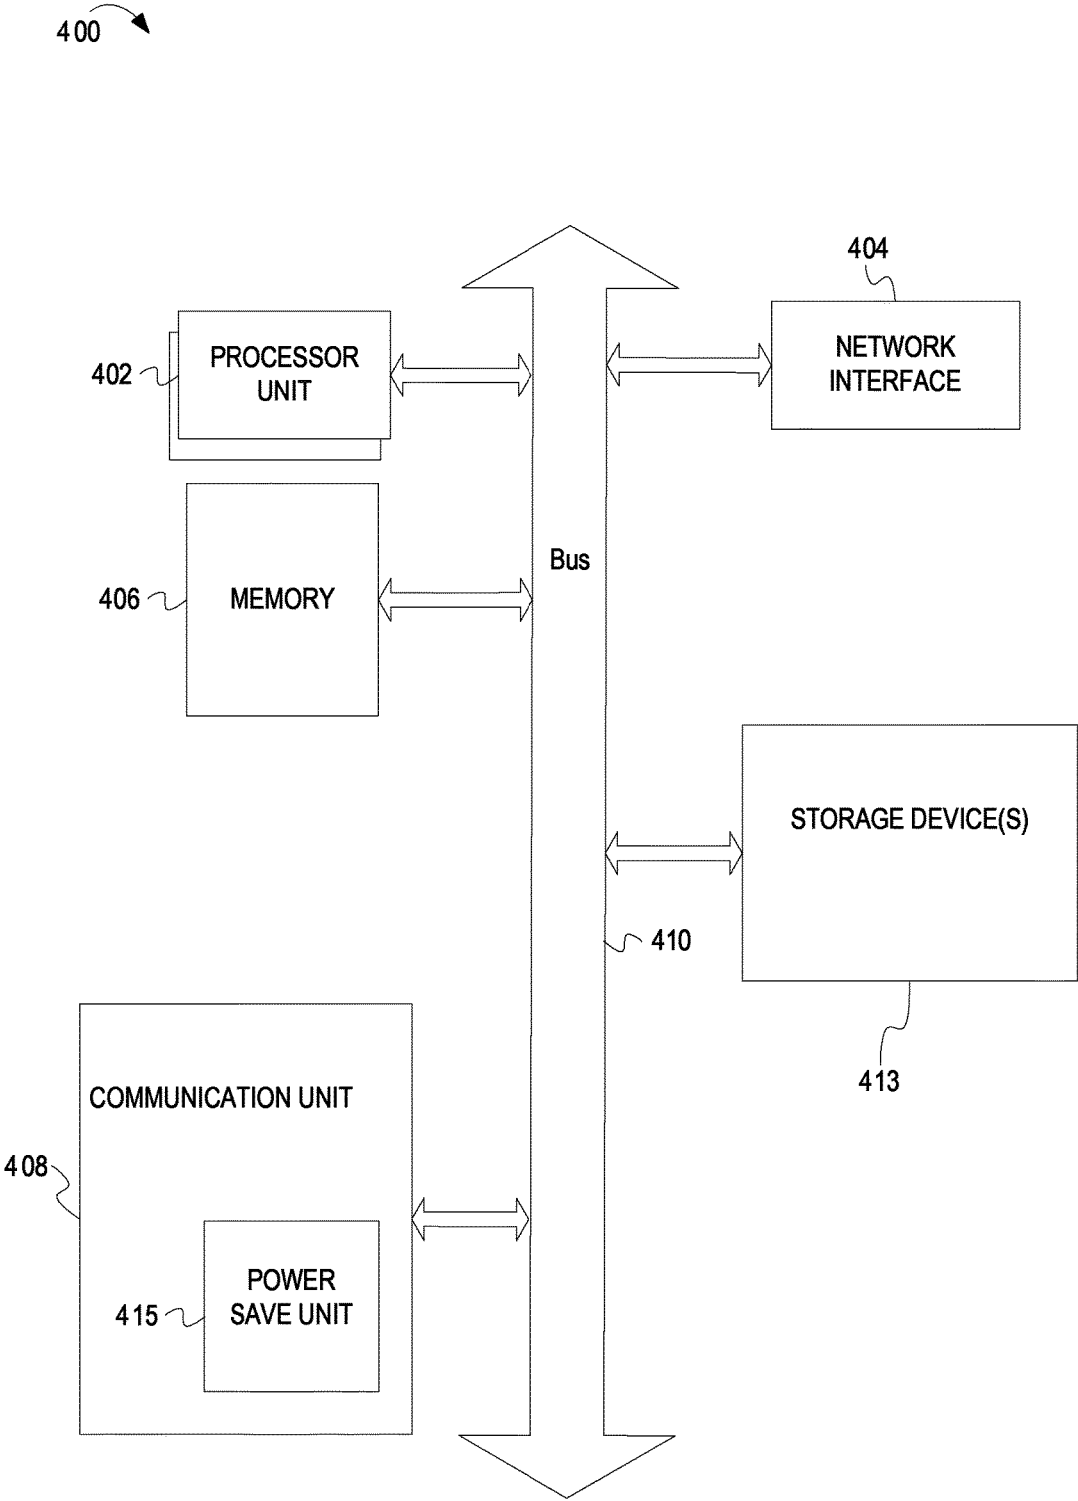 400
404
PROCESSOR
UNIT
402
NETWORK
INTERFACE
Bus
MEMORY
406
STORAGE DEVICE(S)
410
413
COMMUNICATION UNIT
408
POWER
SAVE UNIT
415